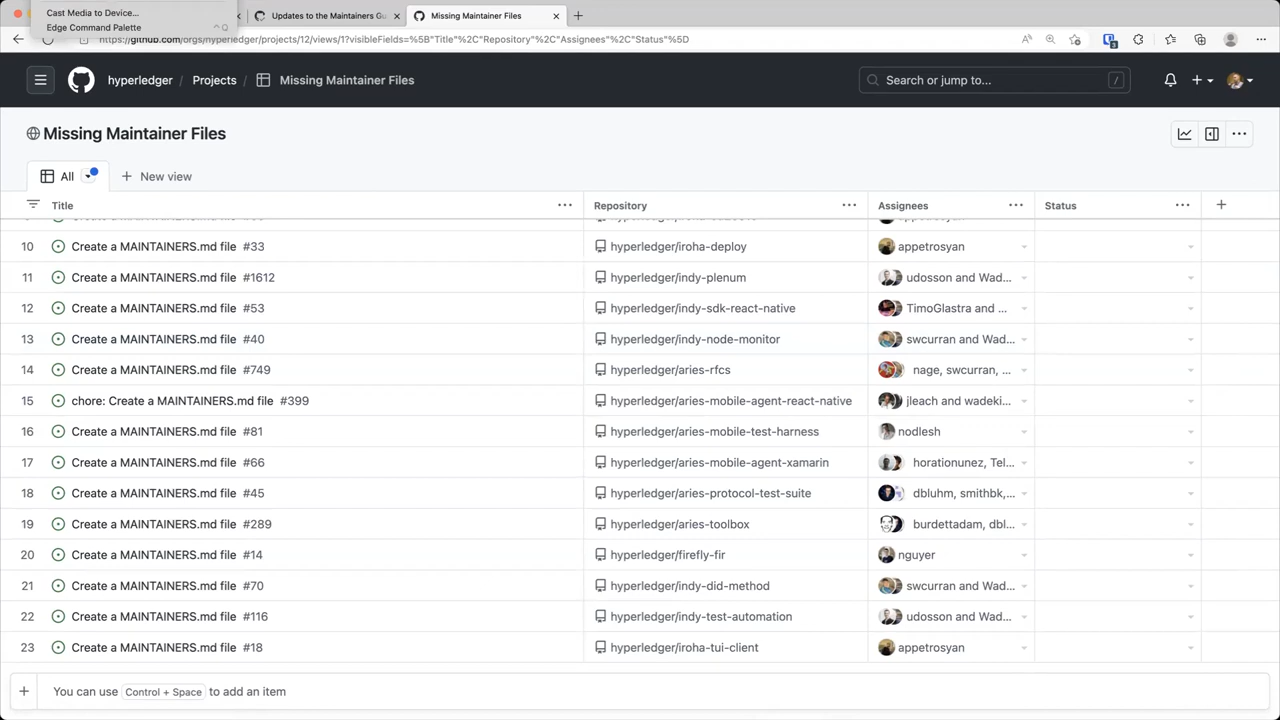 Cast Media to Device...
Edge Command Palette ^Q
Updates to the Maintainers Gu
Missing Maintainer Files
https://github.com/orgs/hyperledger/projects/12/views/1?visibleFields=%5B"Title"%2C"Repository"%2C"Assignees"%2C"Status"%5D
hyperledger / Projects / Missing Maintainer Files
Search or jump to... /
Missing Maintainer Files
All
New view
Title Repository Assignees Status
10 Create a MAINTAINERS.md file #33 hyperledger/iroha-deploy appetrosyan
11 Create a MAINTAINERS.md file #1612 hyperledger/indy-plenum udosson and Wad...
12 Create a MAINTAINERS.md file #53 hyperledger/indy-sdk-react-native TimoGlastra and ...
13 Create a MAINTAINERS.md file #40 hyperledger/indy-node-monitor swcurran and Wad...
14 Create a MAINTAINERS.md file #749 hyperledger/aries-rfcs nage, swcurran, ...
15 chore: Create a MAINTAINERS.md file #399 hyperledger/aries-mobile-agent-react-native jleach and wadeki...
16 Create a MAINTAINERS.md file #81 hyperledger/aries-mobile-test-harness nodlesh
17 Create a MAINTAINERS.md file #66 hyperledger/aries-mobile-agent-xamarin horationunez, Tel...
18 Create a MAINTAINERS.md file #45 hyperledger/aries-protocol-test-suite dbluhm, smithbk,...
19 Create a MAINTAINERS.md file #289 hyperledger/aries-toolbox burdettadam, dbl...
20 Create a MAINTAINERS.md file #14 hyperledger/firefly-fir nguyer
21 Create a MAINTAINERS.md file #70 hyperledger/indy-did-method swcurran and Wad...
22 Create a MAINTAINERS.md file #116 hyperledger/indy-test-automation udosson and Wad...
23 Create a MAINTAINERS.md file #18 hyperledger/iroha-tui-client appetrosyan
You can use Control + Space to add an item